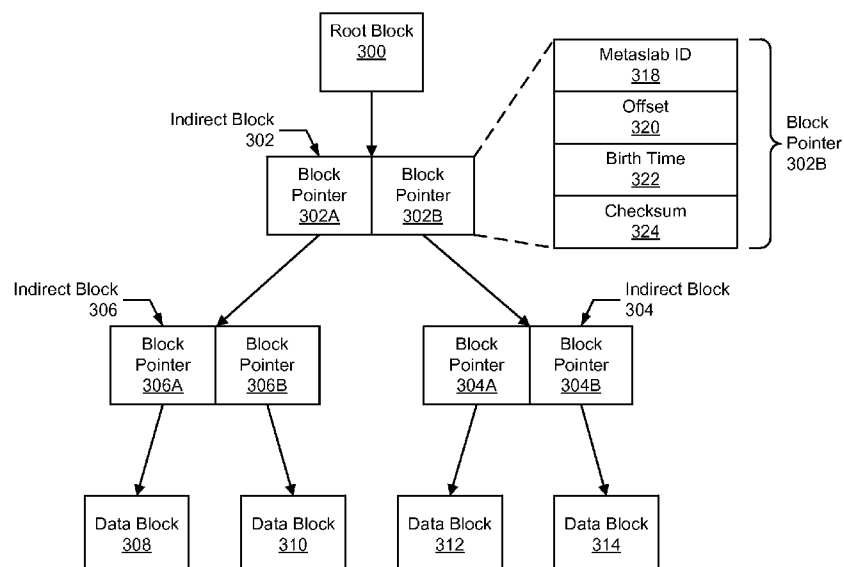 Root Block
300
Metaslab ID
318
Offset
320
Birth Time
322
Checksum
324
Block
Pointer
302B
Indirect Block
302
Block
Pointer
302A
Block
Pointer
302B
Indirect Block
306
Indirect Block
304
Block
Pointer
306A
Block
Pointer
306B
Block
Pointer
304A
Block
Pointer
304B
Data Block
308
Data Block
310
Data Block
312
Data Block
314